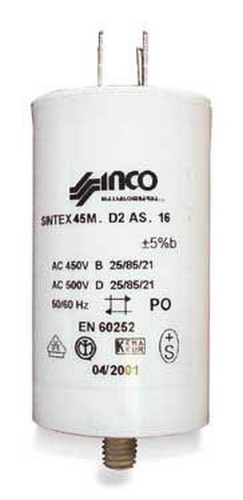 INCO
SINTEX45M. D2 AS. 16
±5%b
AC 450V B 25/85/21
AC 500V D 25/85/21
50/60 Hz PO
EN 60252
+
S
04/2001